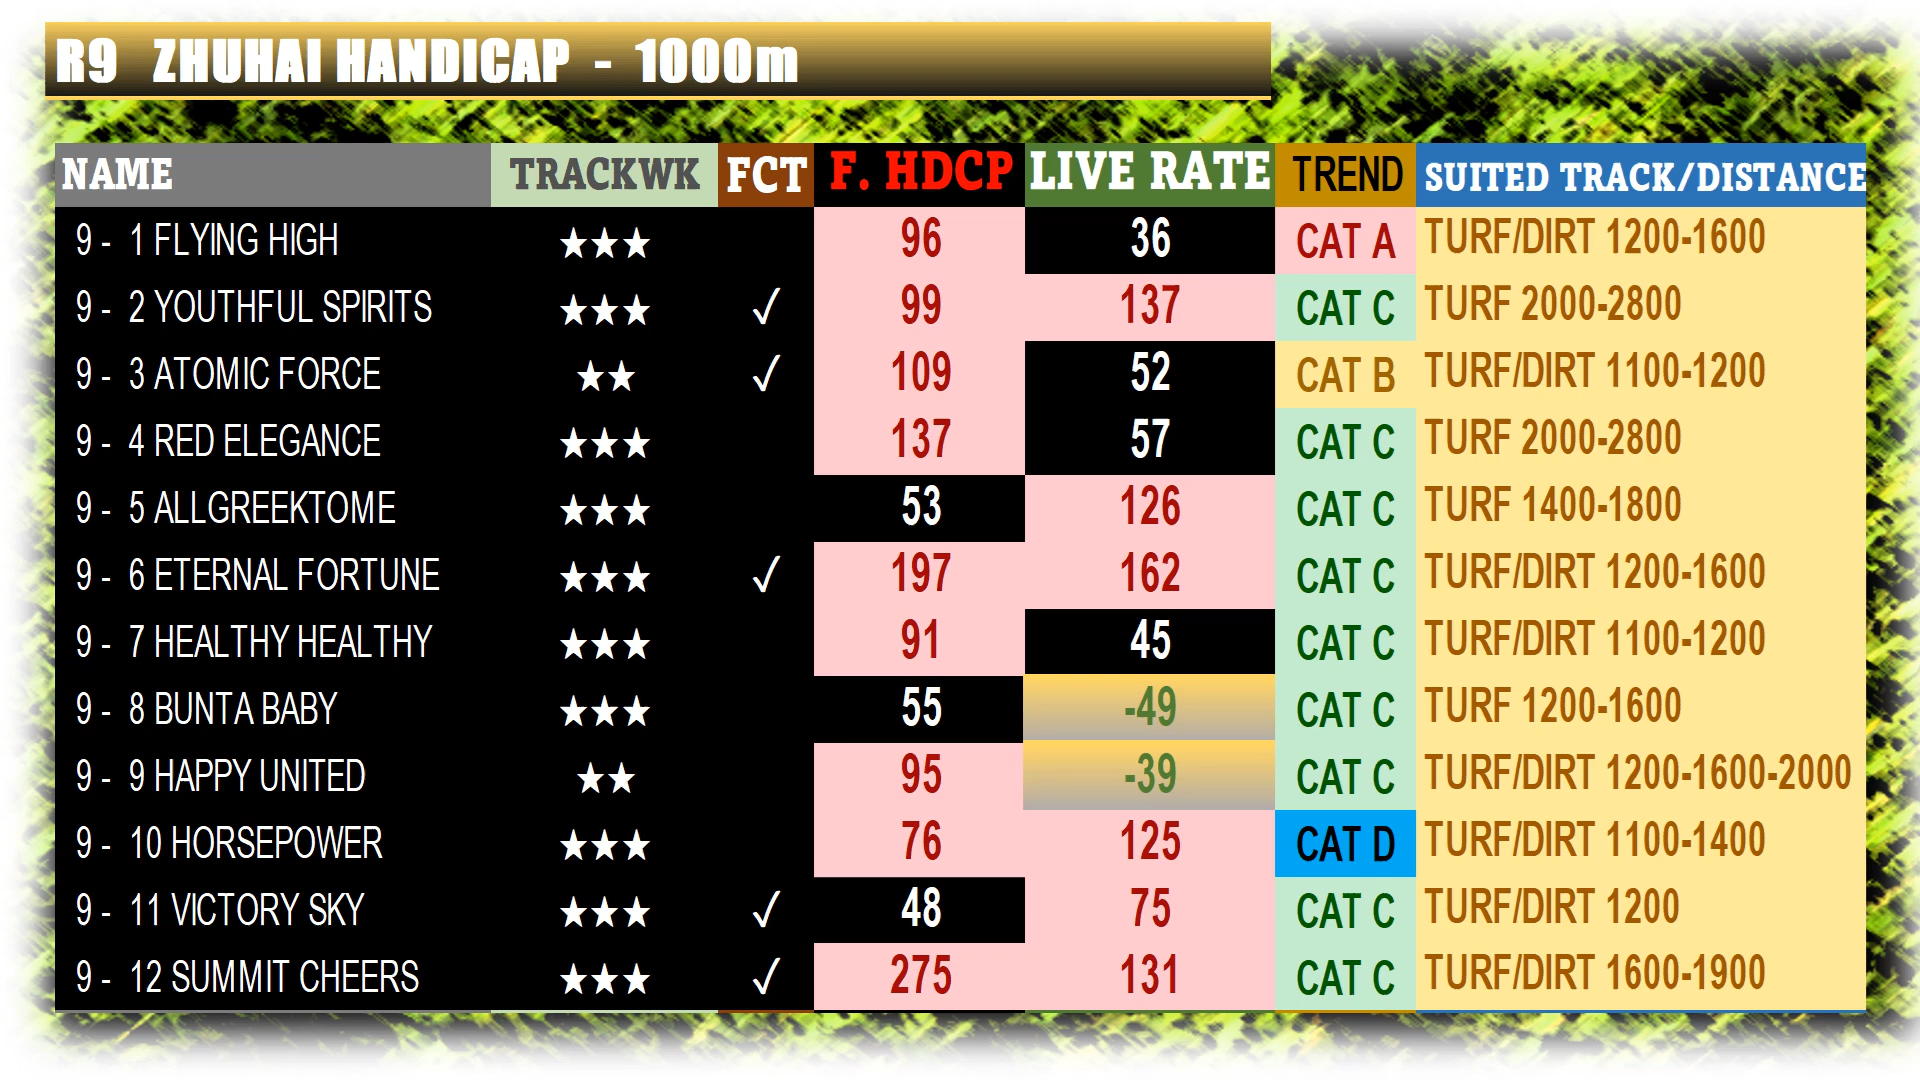 R9 ZHUHAI HANDICAP - 1000m
NAME TRACKWK FCT F. HDCP LIVE RATE TREND SUITED TRACK/DISTANCE
9 - 1 FLYING HIGH ★★★ 96 36 CAT A TURF/DIRT 1200-1600
9 - 2 YOUTHFUL SPIRITS ★★★ ✓ 99 137 CAT C TURF 2000-2800
9 - 3 ATOMIC FORCE ★★ ✓ 109 52 CAT B TURF/DIRT 1100-1200
9 - 4 RED ELEGANCE ★★★ 137 57 CAT C TURF 2000-2800
9 - 5 ALLGREEKTOME ★★★ 53 126 CAT C TURF 1400-1800
9 - 6 ETERNAL FORTUNE ★★★ ✓ 197 162 CAT C TURF/DIRT 1200-1600
9 - 7 HEALTHY HEALTHY ★★★ 91 45 CAT C TURF/DIRT 1100-1200
9 - 8 BUNTA BABY ★★★ 55 -49 CAT C TURF 1200-1600
9 - 9 HAPPY UNITED ★★ 95 -39 CAT C TURF/DIRT 1200-1600-2000
9 - 10 HORSEPOWER ★★★ 76 125 CAT D TURF/DIRT 1100-1400
9 - 11 VICTORY SKY ★★★ ✓ 48 75 CAT C TURF/DIRT 1200
9 - 12 SUMMIT CHEERS ★★★ ✓ 275 131 CAT C TURF/DIRT 1600-1900